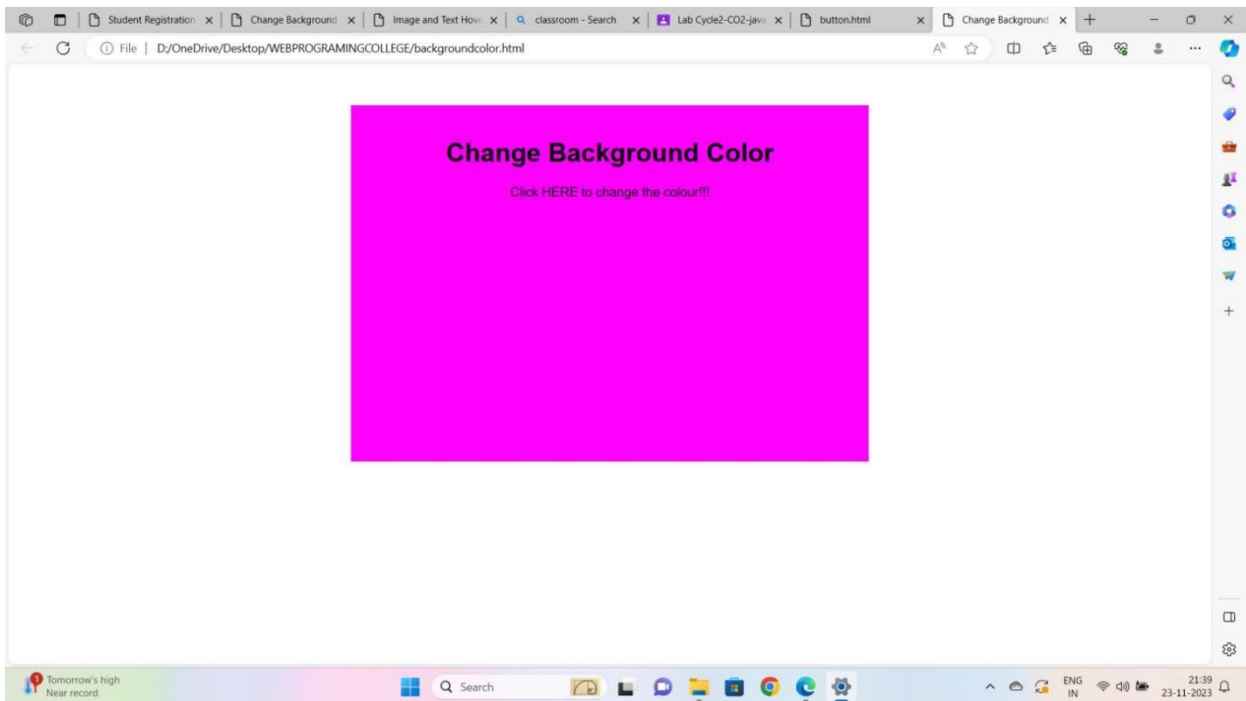 Student Registration
Change Background
Image and Text Hove
classroom - Search
Lab Cycle2-CO2-java
button.html
Change Background
File | D:/OneDrive/Desktop/WEBPROGRAMINGCOLLEGE/backgroundcolor.html
Change Background Color
Click HERE to change the colour!!!
1
Tomorrow's high
Near record
Search
ENG
IN
21:39
23-11-2023